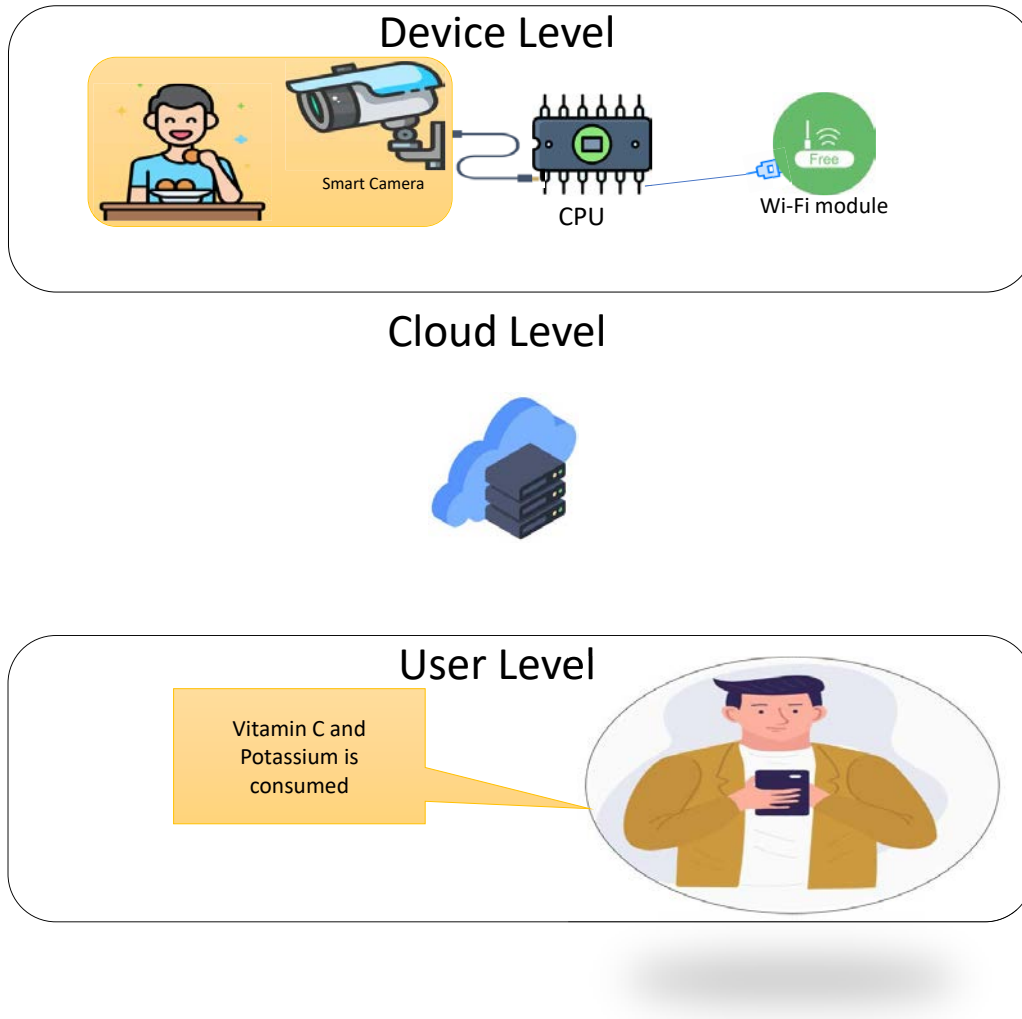 Device Level
Smart Camera
CPU
Free
Wi-Fi module
Cloud Level
User Level
Vitamin C and
Potassium is
consumed